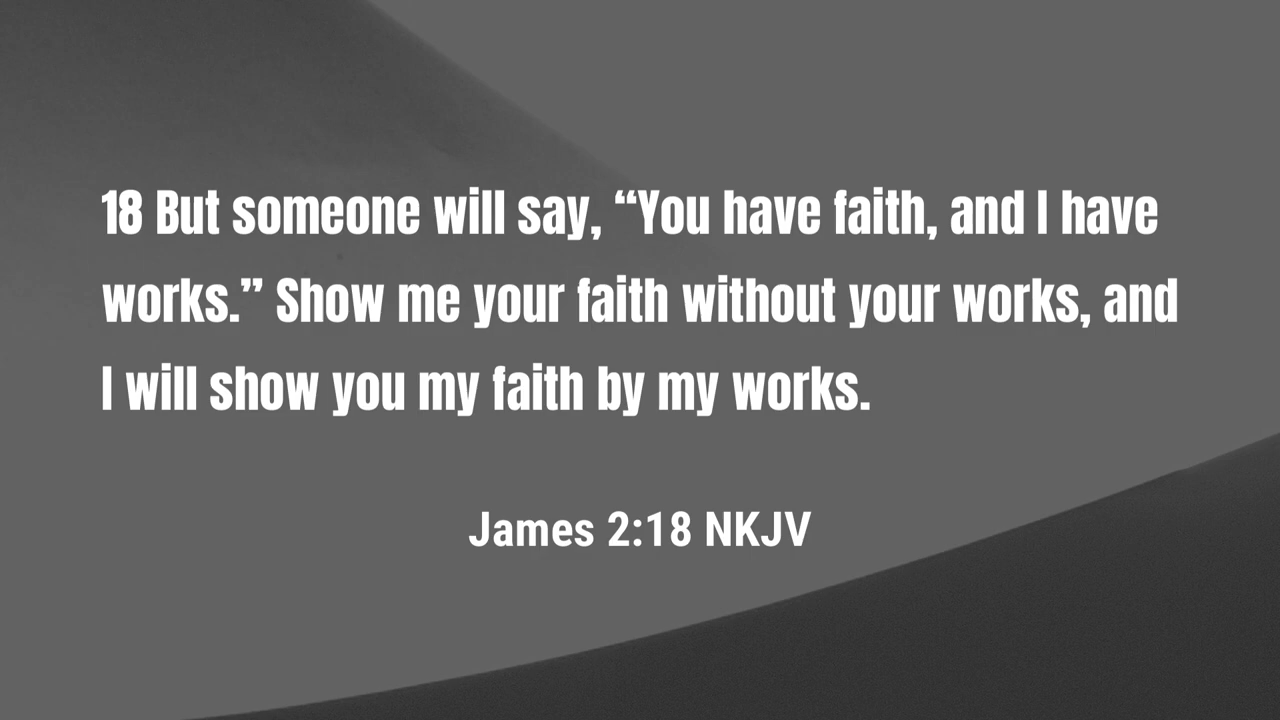 18 But someone will say, “You have faith, and I have
works.” Show me your faith without your works, and
I will show you my faith by my works.
James 2:18 NKJV